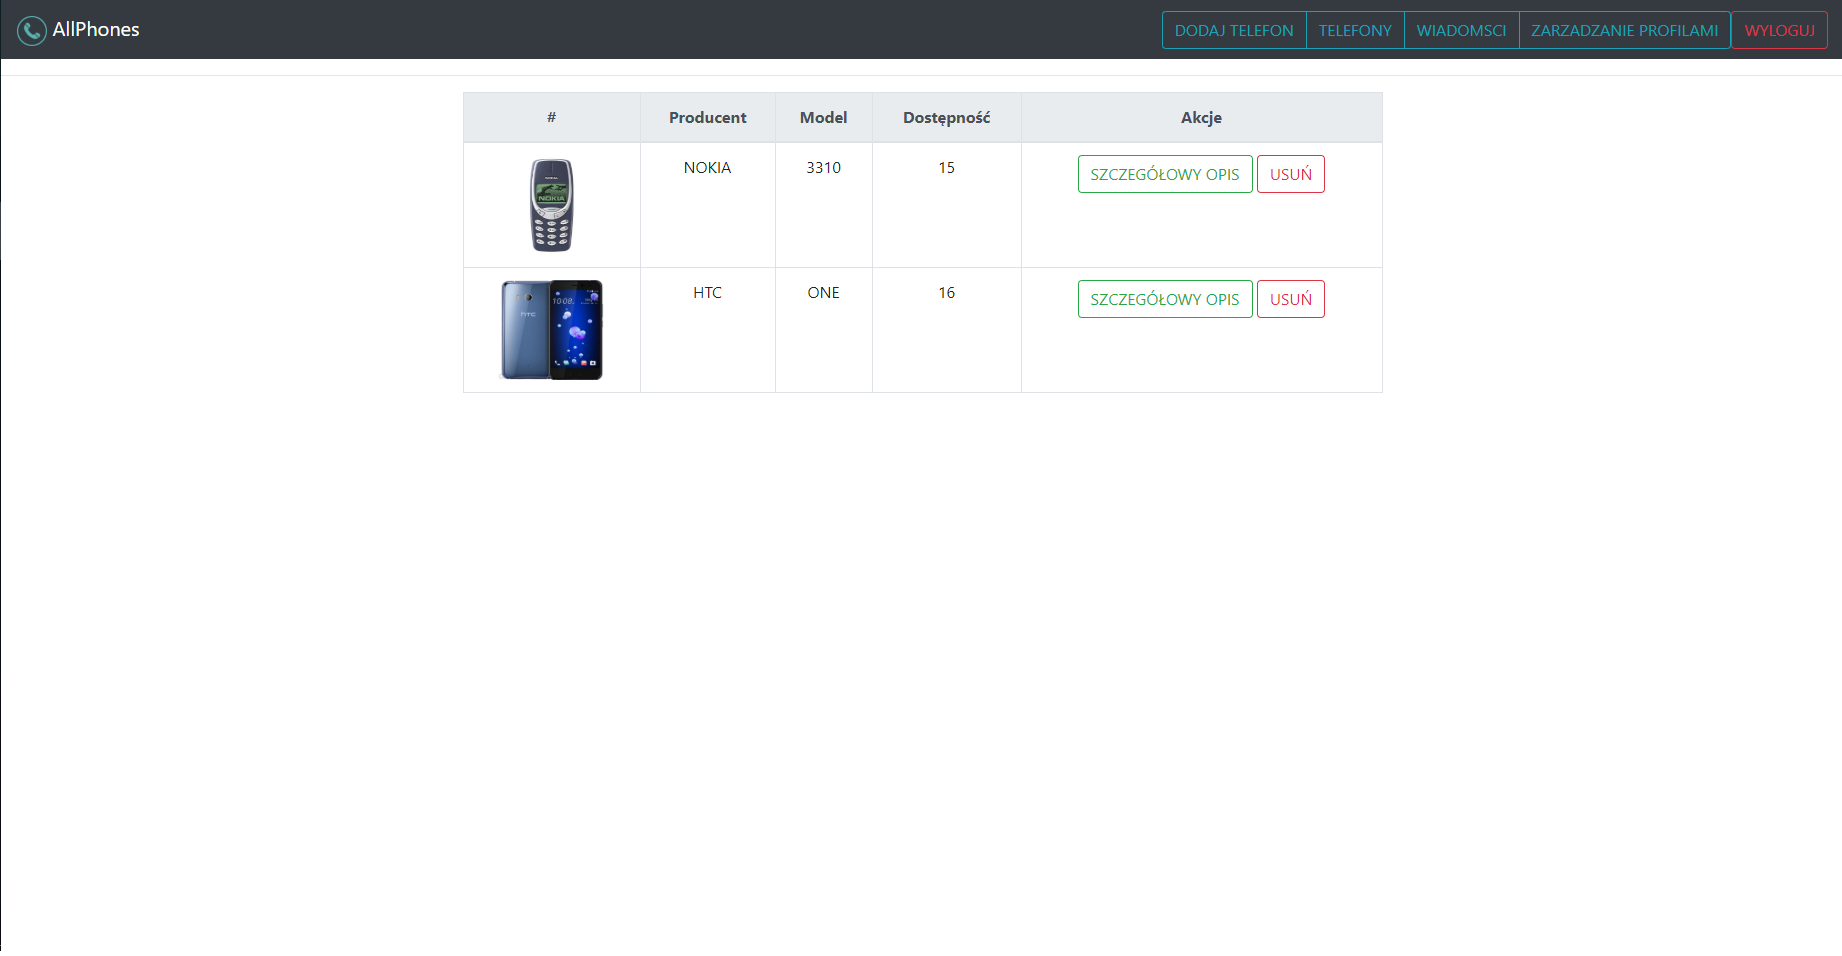 AllPhones DODAJ TELEFON TELEFONY WIADOMSCI ZARZADZANIE PROFILAMI WYLOGUJ
# Producent Model Dostępność Akcje
NOKIA 3310 15 SZCZEGÓŁOWY OPIS USUŃ
NOKIA
HTC ONE 16 SZCZEGÓŁOWY OPIS USUŃ
10:08
hTC